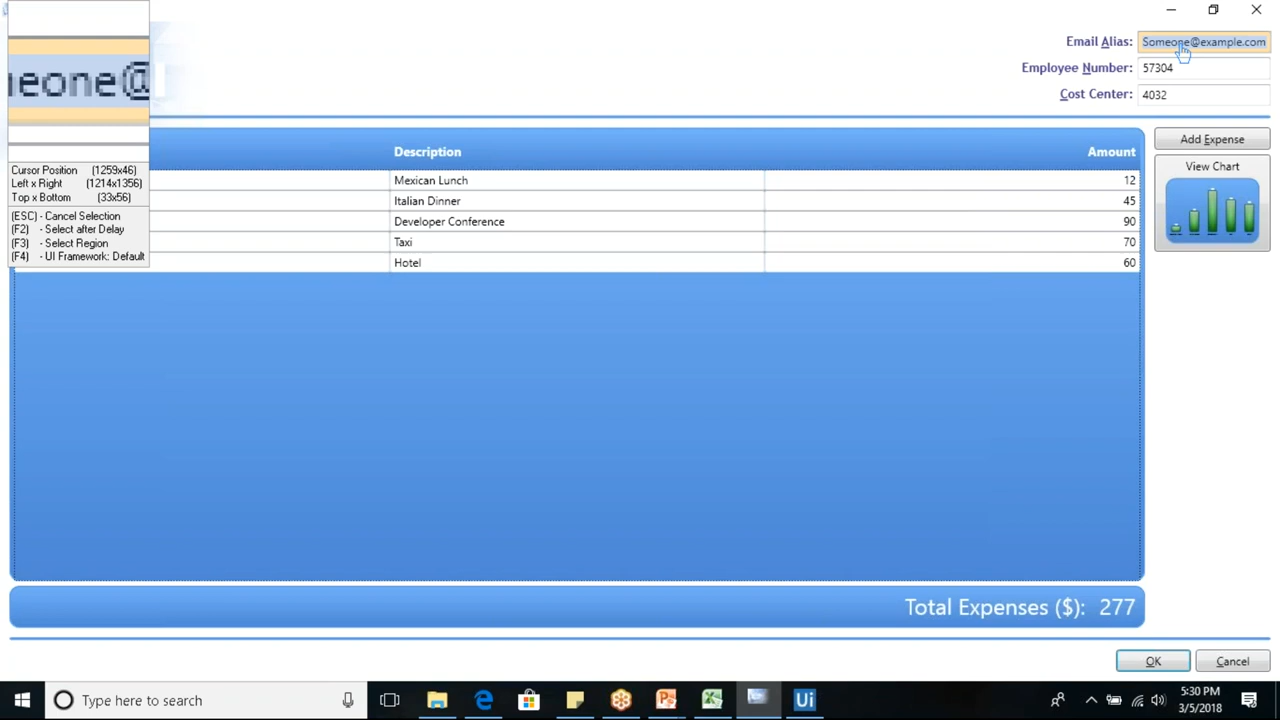 Email Alias: Someone@example.com
Employee Number: 57304
Cost Center: 4032
meone@
Cursor Position (1259x46)
Left x Right (1214x1356)
Top x Bottom (33x56)
(ESC) - Cancel Selection
(F2) - Select after Delay
(F3) - Select Region
(F4) - UI Framework: Default
Description Amount
Mexican Lunch 12
Italian Dinner 45
Developer Conference 90
Taxi 70
Hotel 60
Add Expense
View Chart
Total Expenses ($): 277
OK Cancel
Type here to search
Ui
5:30 PM
3/5/2018